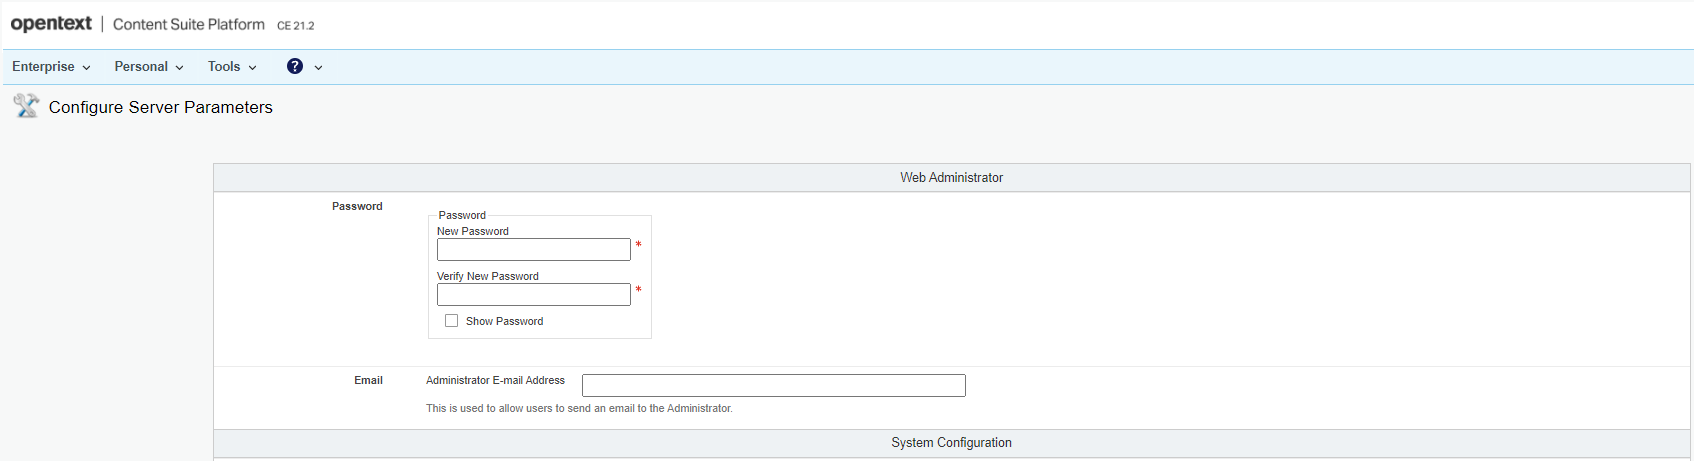 opentext | Content Suite Platform CE 21.2
Enterprise Personal Tools ?
Configure Server Parameters
Web Administrator
Password
Password
New Password
*
Verify New Password
*
Show Password
Email Administrator E-mail Address
This is used to allow users to send an email to the Administrator.
System Configuration